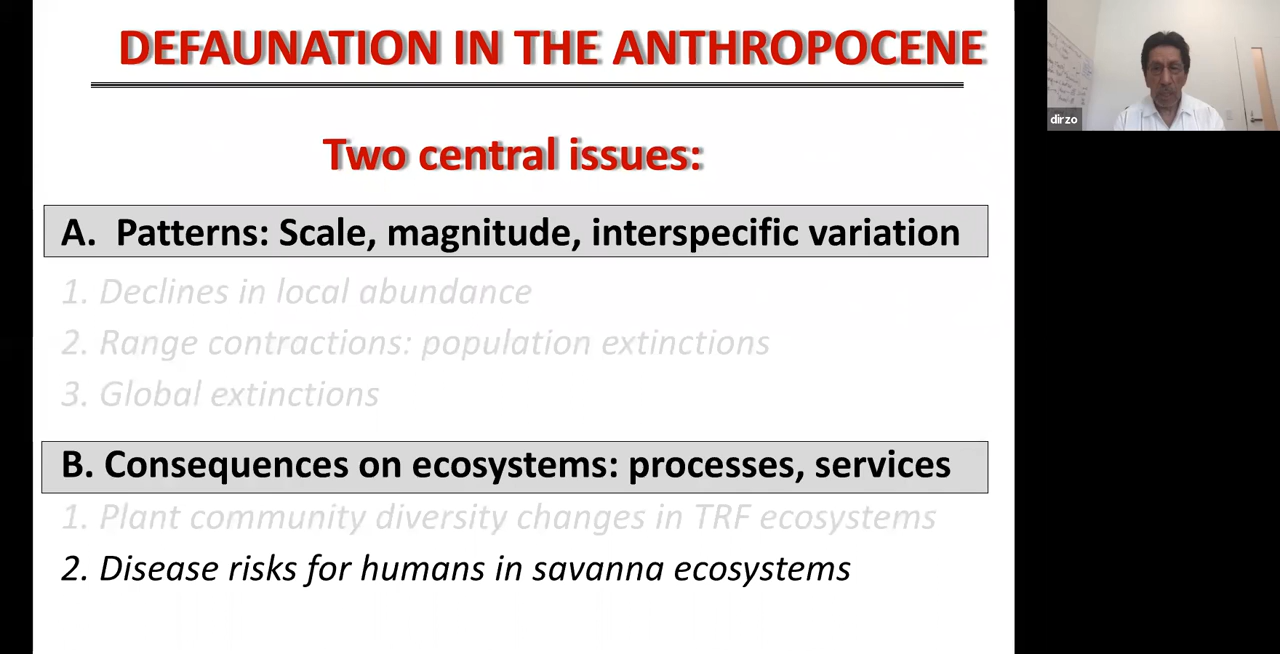 DEFAUNATION IN THE ANTHROPOCENE
Two central issues:
A. Patterns: Scale, magnitude, interspecific variation
1. Declines in local abundance
2. Range contractions: population extinctions
3. Global extinctions
B. Consequences on ecosystems: processes, services
1. Plant community diversity changes in TRF ecosystems
2. Disease risks for humans in savanna ecosystems
dirzo